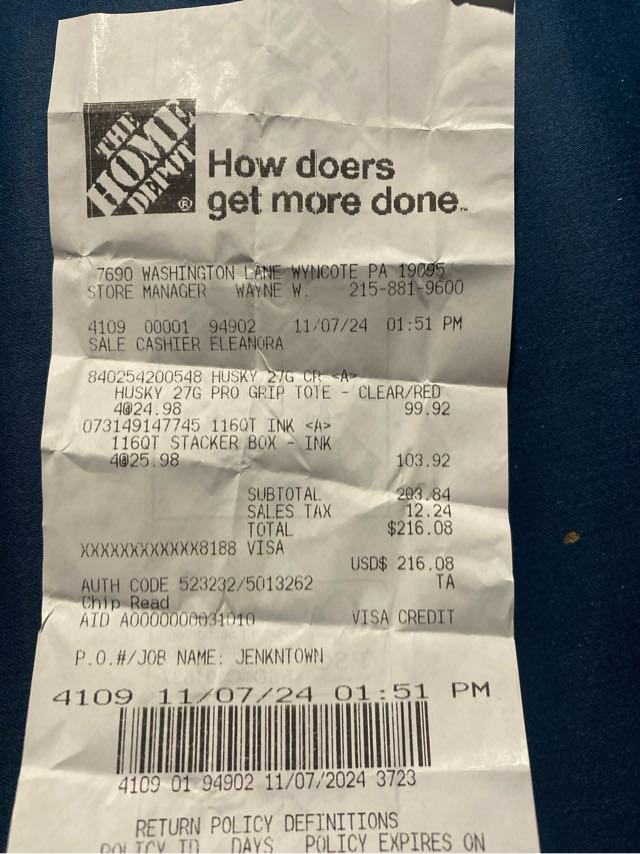 THE
HOME
DEPOT
®
How doers
get more done™
7690 WASHINGTON LANE WYNCOTE PA 19095
STORE MANAGER WAYNE W. 215-881-9600
4109 00001 94902 11/07/24 01:51 PM
SALE CASHIER ELEANORA
840254200548 HUSKY 27G CR <A>
HUSKY 27G PRO GRIP TOTE - CLEAR/RED
4@24.98 99.92
073149147745 116QT INK <A>
116QT STACKER BOX - INK
4@25.98 103.92
SUBTOTAL 203.84
SALES TAX 12.24
TOTAL $216.08
XXXXXXXXXXXX8188 VISA
USD$ 216.08
AUTH CODE 523232/5013262 TA
Chip Read
AID A0000000031010 VISA CREDIT
P.O.#/JOB NAME: JENKNTOWN
4109 11/07/24 01:51 PM
4109 01 94902 11/07/2024 3723
RETURN POLICY DEFINITIONS
POLICY ID DAYS POLICY EXPIRES ON